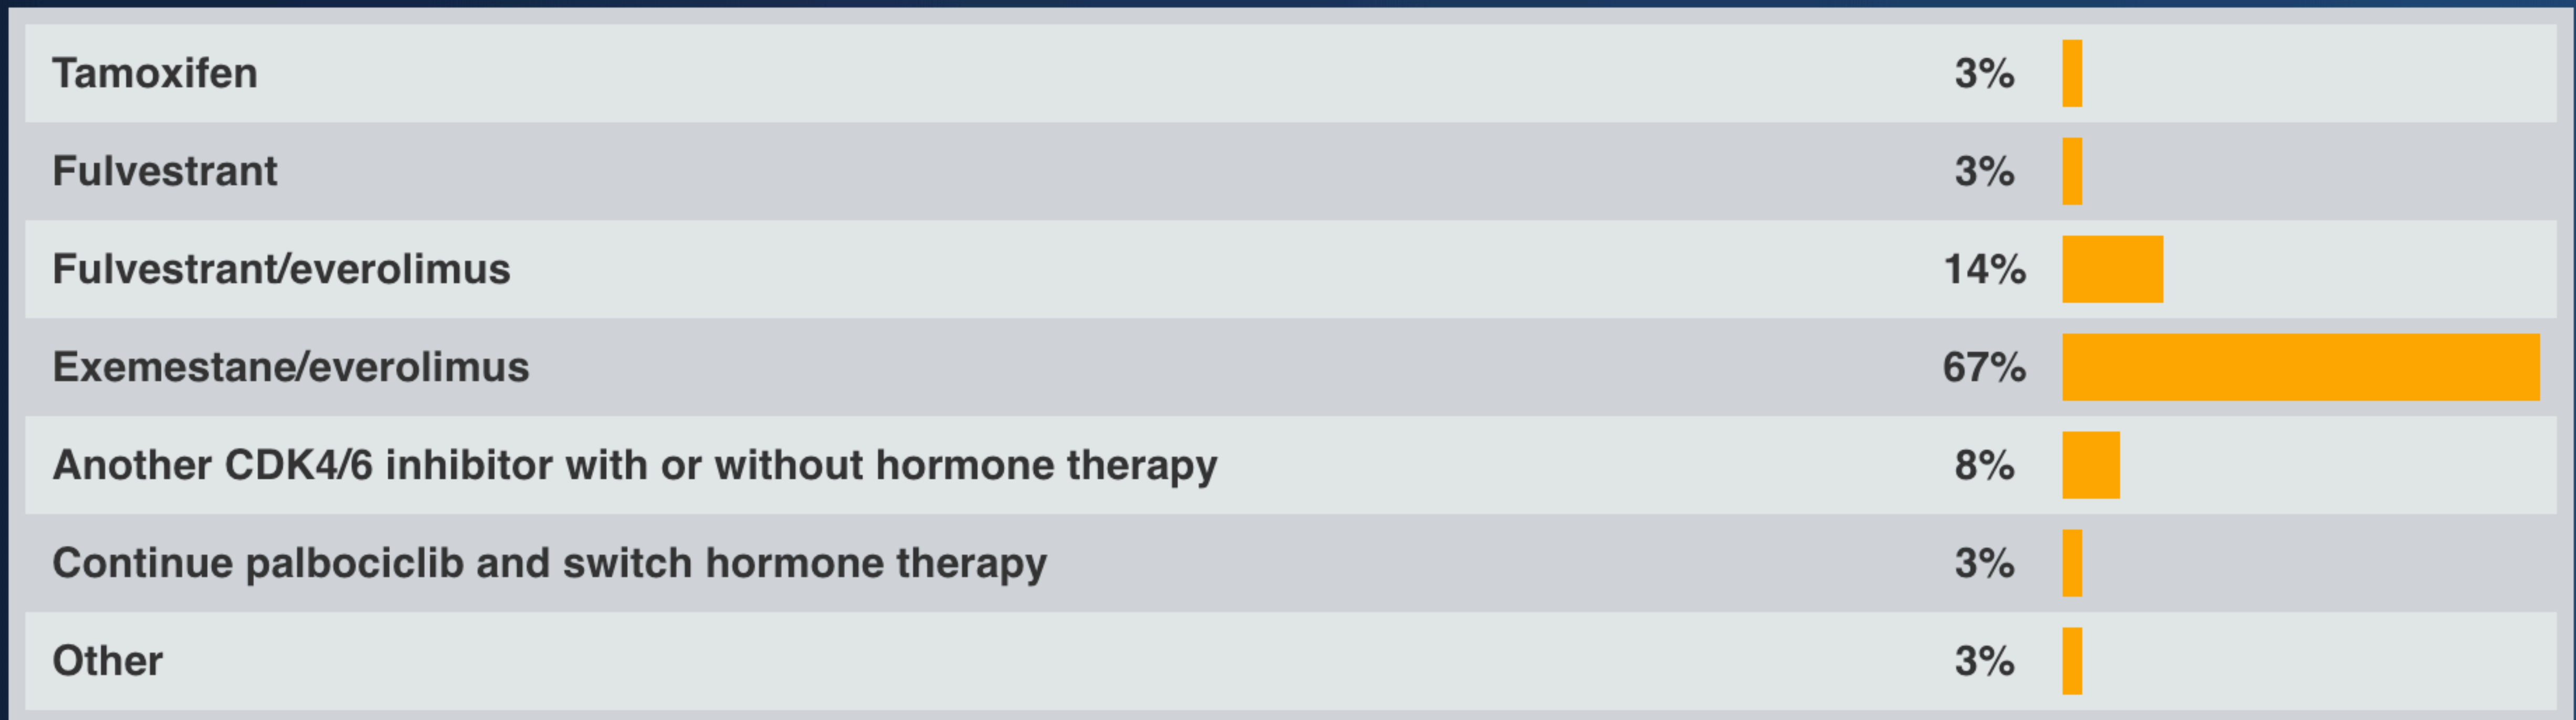 Tamoxifen 3%
Fulvestrant 3%
Fulvestrant/everolimus 14%
Exemestane/everolimus 67%
Another CDK4/6 inhibitor with or without hormone therapy 8%
Continue palbociclib and switch hormone therapy 3%
Other 3%